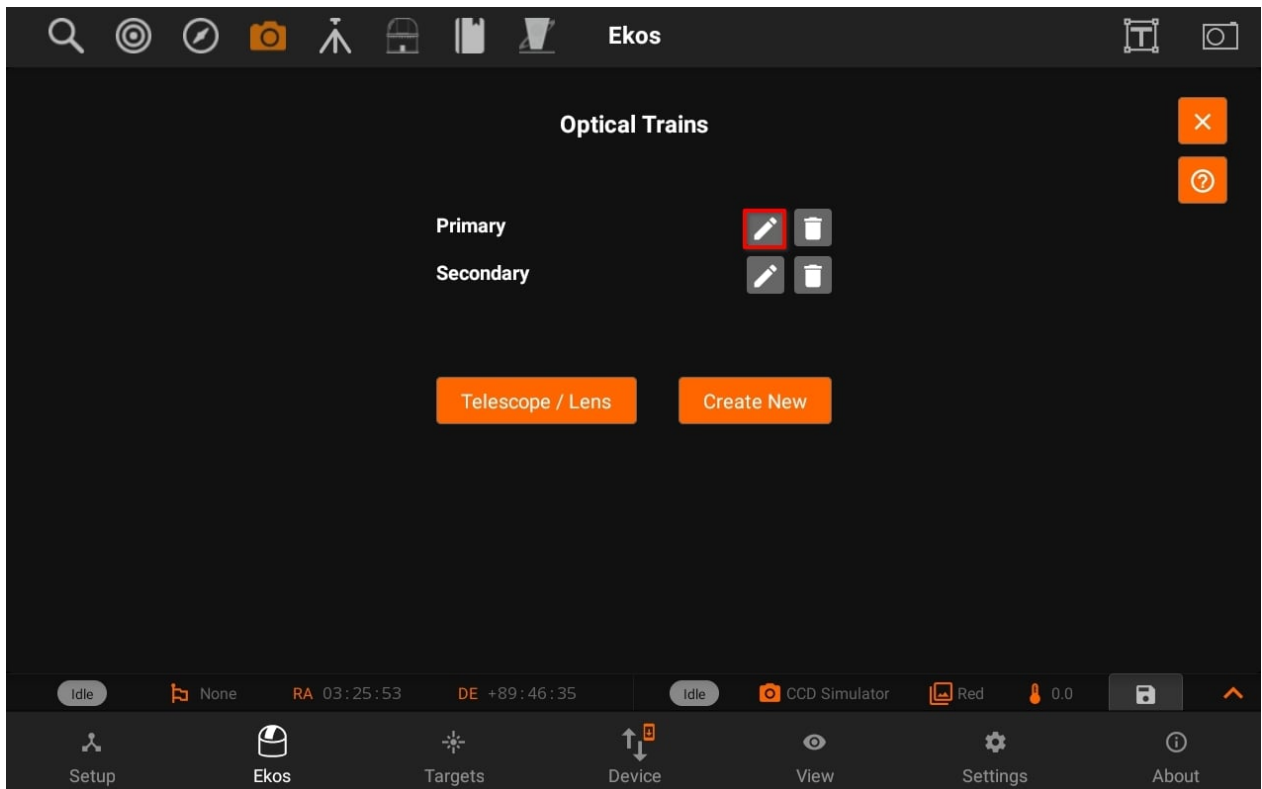 Ekos
Optical Trains
Primary
Secondary
Telescope / Lens
Create New
Idle None RA 03:25:53 DE +89:46:35 Idle CCD Simulator Red 0.0
Setup Ekos Targets Device View Settings About